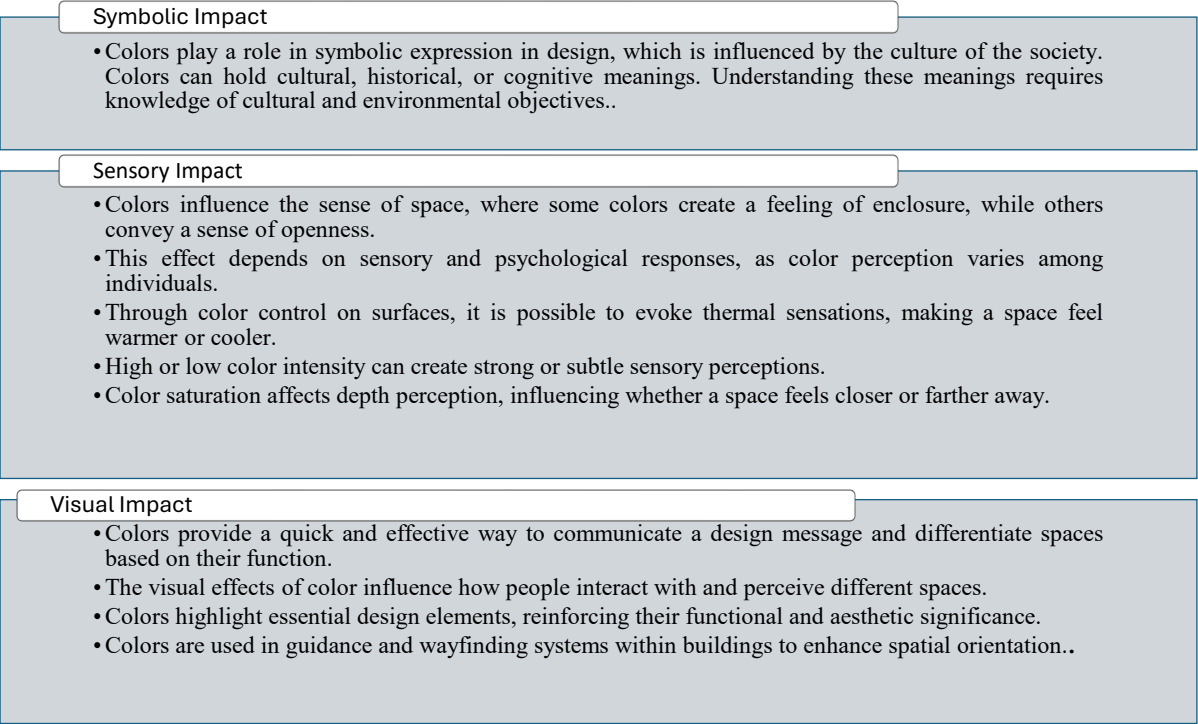 Symbolic Impact
•Colors play a role in symbolic expression in design, which is influenced by the culture of the society.
Colors can hold cultural, historical, or cognitive meanings. Understanding these meanings requires
knowledge of cultural and environmental objectives..
Sensory Impact
•Colors influence the sense of space, where some colors create a feeling of enclosure, while others
convey a sense of openness.
•This effect depends on sensory and psychological responses, as color perception varies among
individuals.
•Through color control on surfaces, it is possible to evoke thermal sensations, making a space feel
warmer or cooler.
•High or low color intensity can create strong or subtle sensory perceptions.
•Color saturation affects depth perception, influencing whether a space feels closer or farther away.
Visual Impact
•Colors provide a quick and effective way to communicate a design message and differentiate spaces
based on their function.
•The visual effects of color influence how people interact with and perceive different spaces.
•Colors highlight essential design elements, reinforcing their functional and aesthetic significance.
•Colors are used in guidance and wayfinding systems within buildings to enhance spatial orientation..